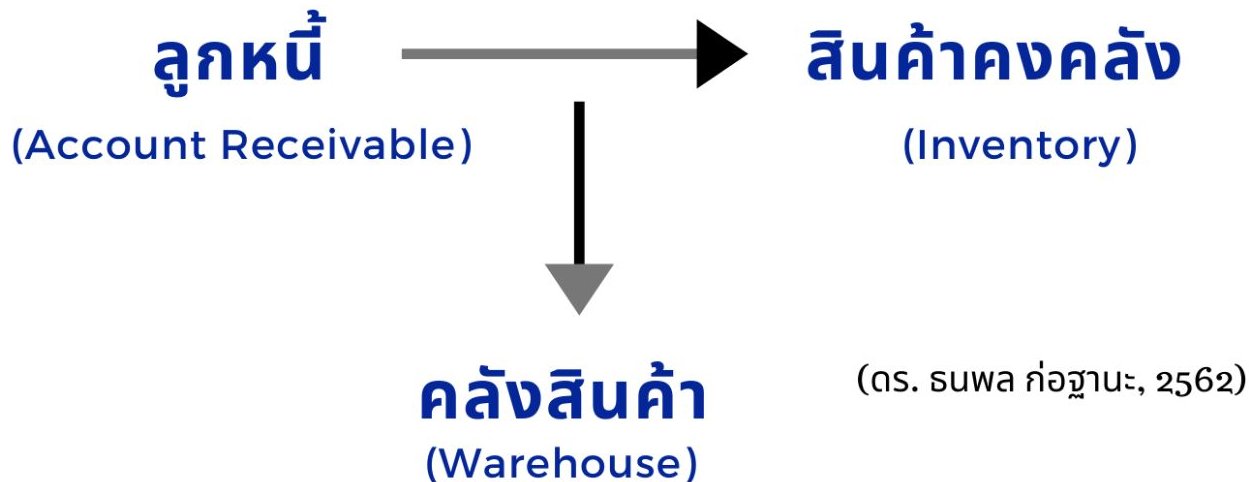 ลูกหนี้
สินค้าคงคลัง
(Account Receivable)
(Inventory)
คลังสินค้า
(ดร. ธนพล ก่อฐานะ, 2562)
(Warehouse)